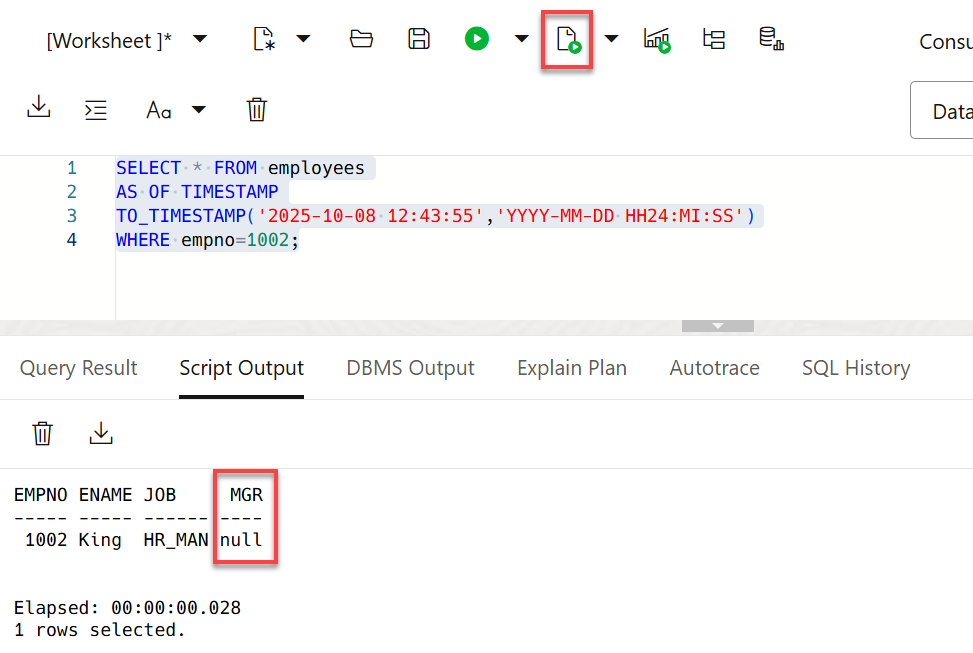 [Worksheet ]*
Consu
Aa
Data
1 SELECT * FROM employees
2 AS OF TIMESTAMP
3 TO_TIMESTAMP('2025-10-08 12:43:55','YYYY-MM-DD HH24:MI:SS')
4 WHERE empno=1002;
Query Result Script Output DBMS Output Explain Plan Autotrace SQL History
EMPNO ENAME JOB    MGR
----- ----- ------ ----
 1002 King  HR_MAN null
Elapsed: 00:00:00.028
1 rows selected.